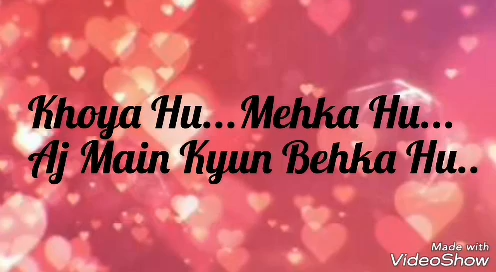 Khoya Hu...Mehka Hu...
Aj Main Kyun Behka Hu..
Made with
VideoShow